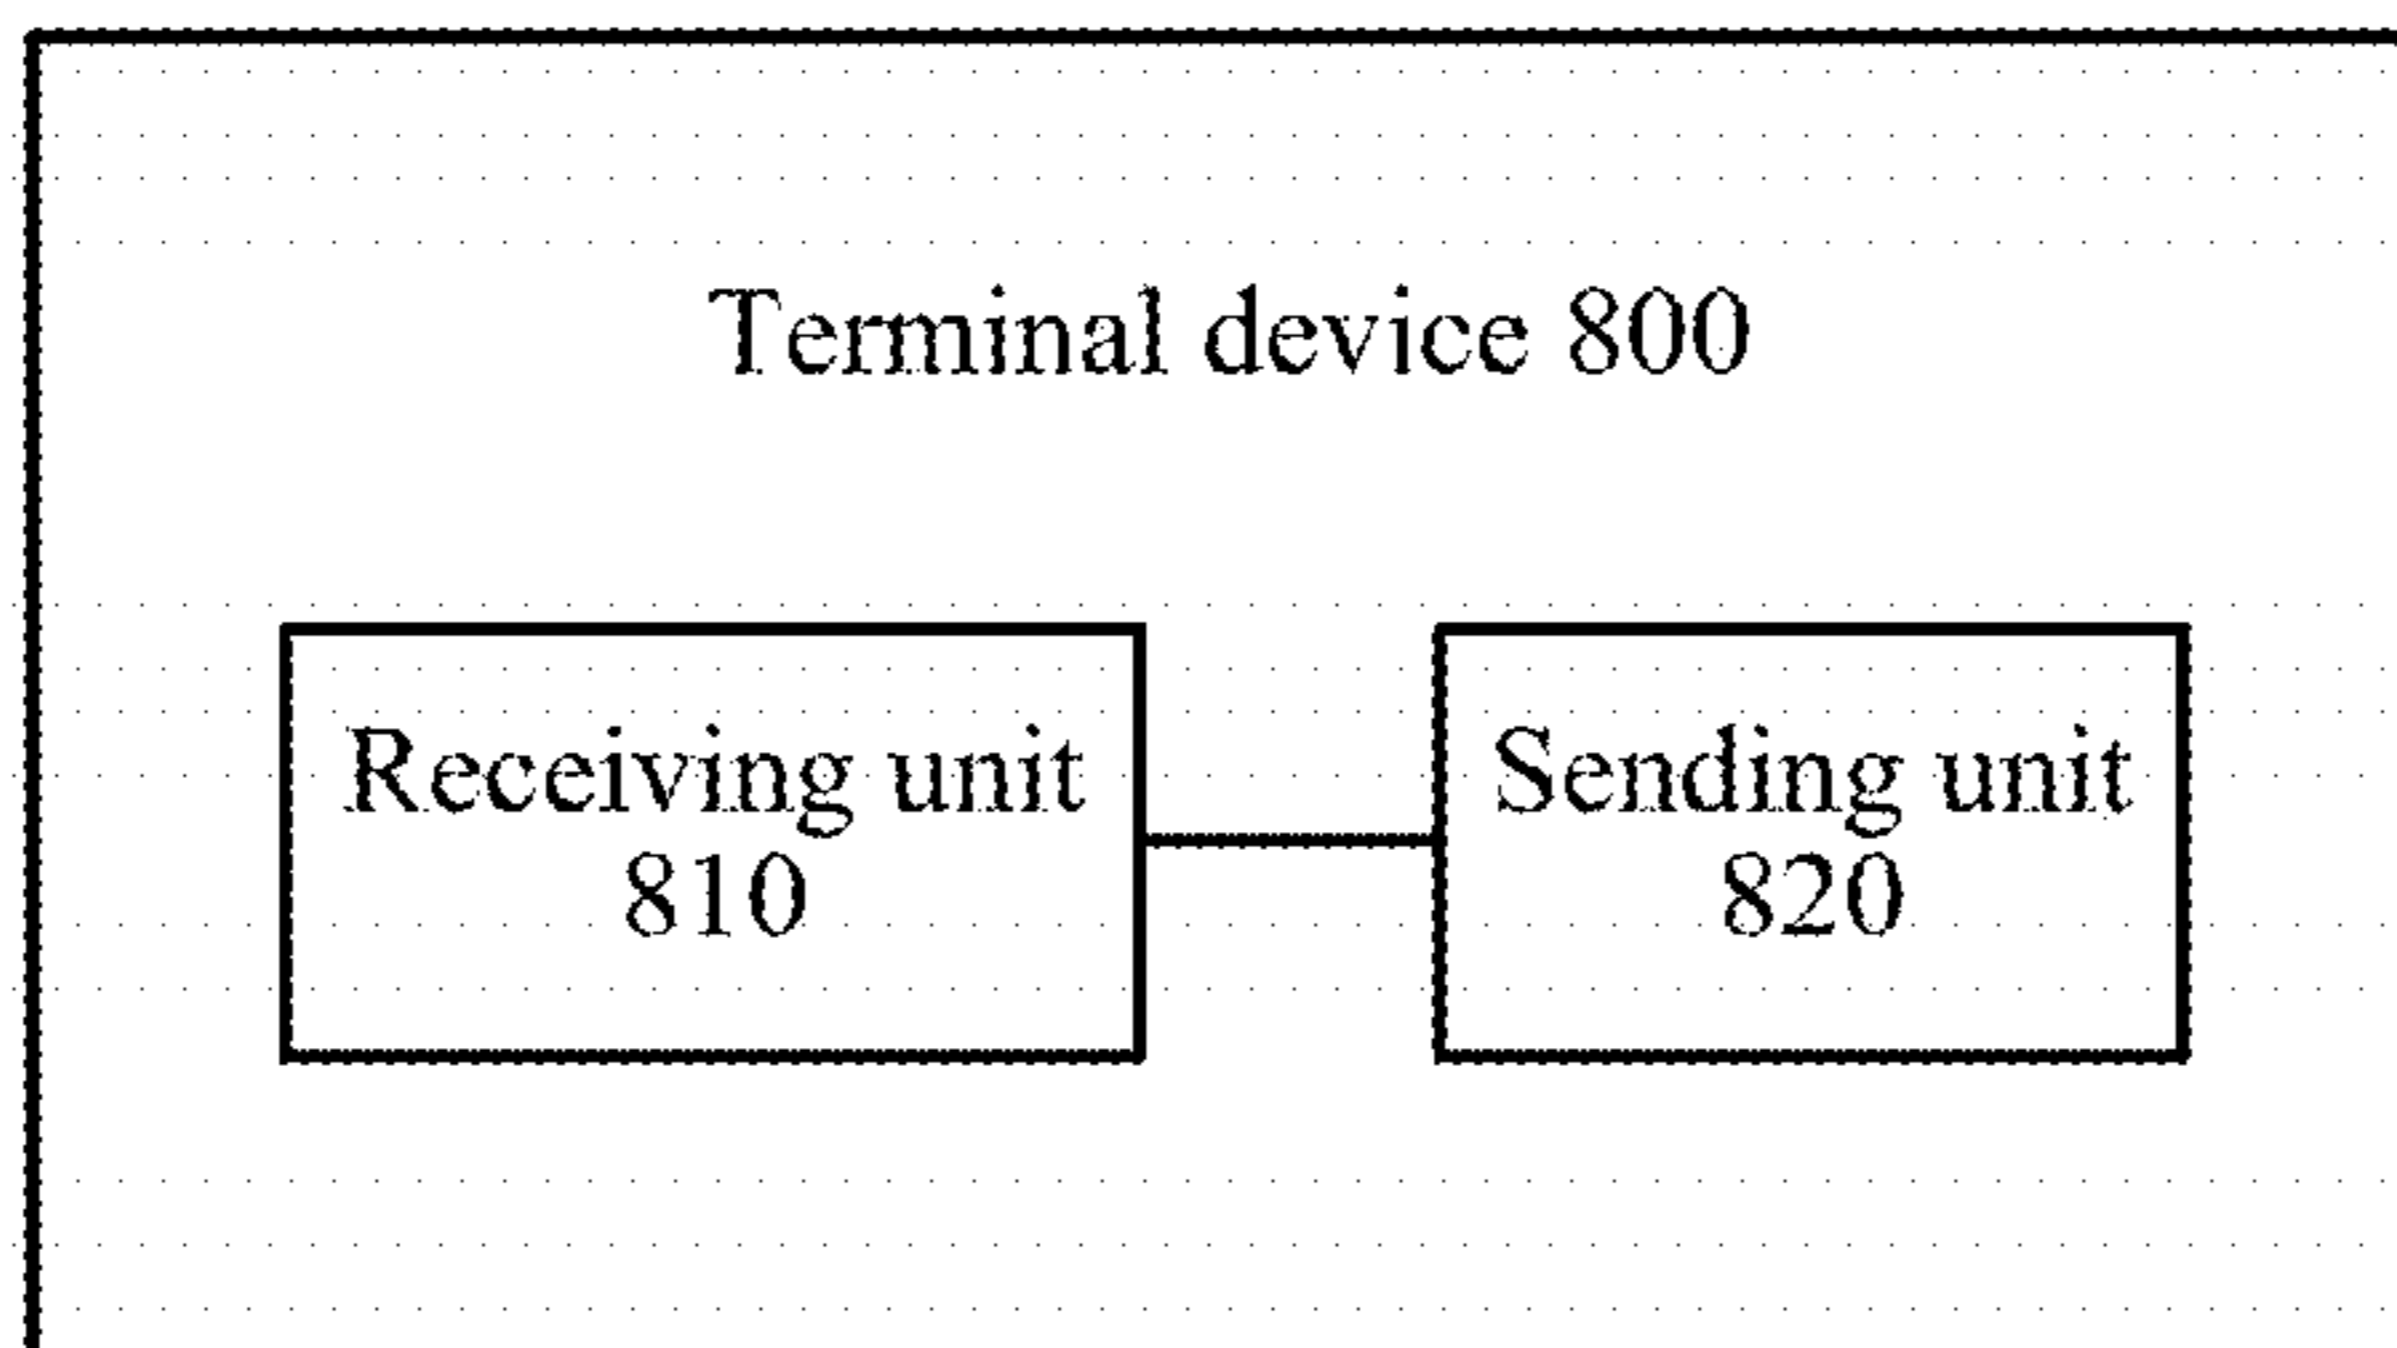 Terminal device 800
Receiving unit
810
Sending unit
820